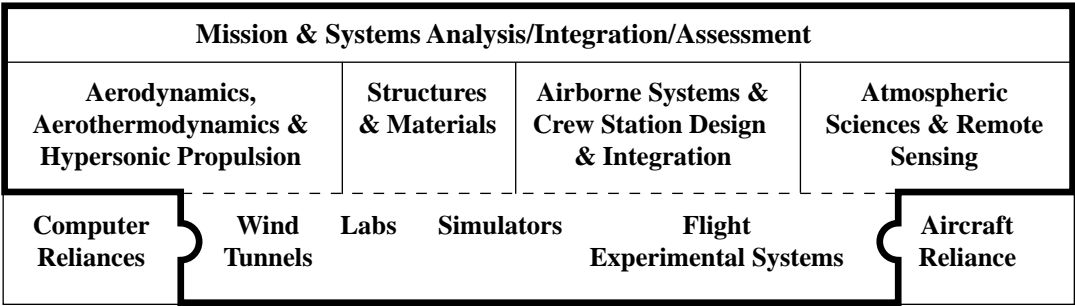 Mission & Systems Analysis/Integration/Assessment
Aerodynamics,
Aerothermodynamics &
Hypersonic Propulsion
Structures
& Materials
Airborne Systems &
Crew Station Design
& Integration
Atmospheric
Sciences & Remote
Sensing
Computer
Reliances
Wind
Tunnels
Labs
Simulators
Flight
Experimental Systems
Aircraft
Reliance